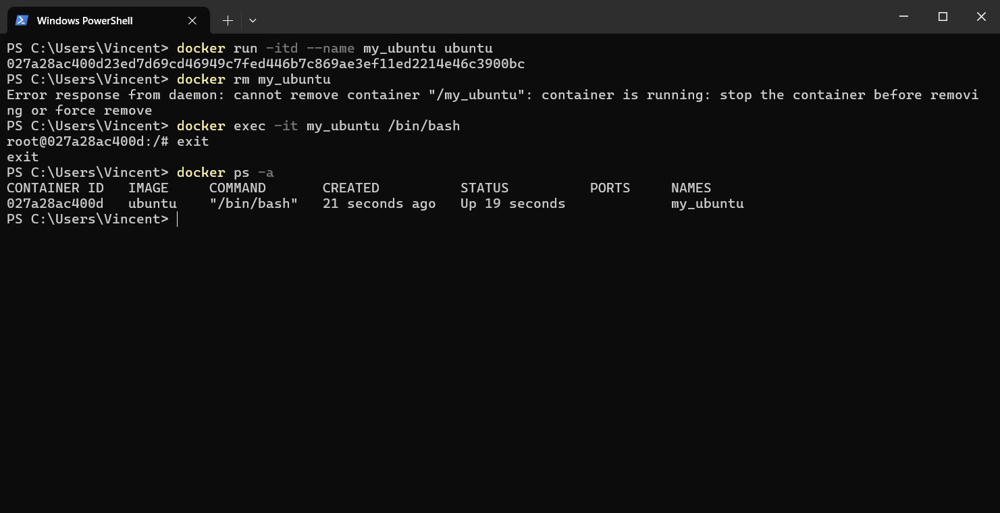 Windows PowerShell
PS C:\Users\Vincent> docker run -itd --name my_ubuntu ubuntu
027a28ac400d23ed7d69cd46949c7fed446b7c869ae3ef11ed2214e46c3900bc
PS C:\Users\Vincent> docker rm my_ubuntu
Error response from daemon: cannot remove container "/my_ubuntu": container is running: stop the container before removi
ng or force remove
PS C:\Users\Vincent> docker exec -it my_ubuntu /bin/bash
root@027a28ac400d:/# exit
exit
PS C:\Users\Vincent> docker ps -a
CONTAINER ID   IMAGE     COMMAND       CREATED          STATUS          PORTS     NAMES
027a28ac400d   ubuntu    "/bin/bash"   21 seconds ago   Up 19 seconds             my_ubuntu
PS C:\Users\Vincent>